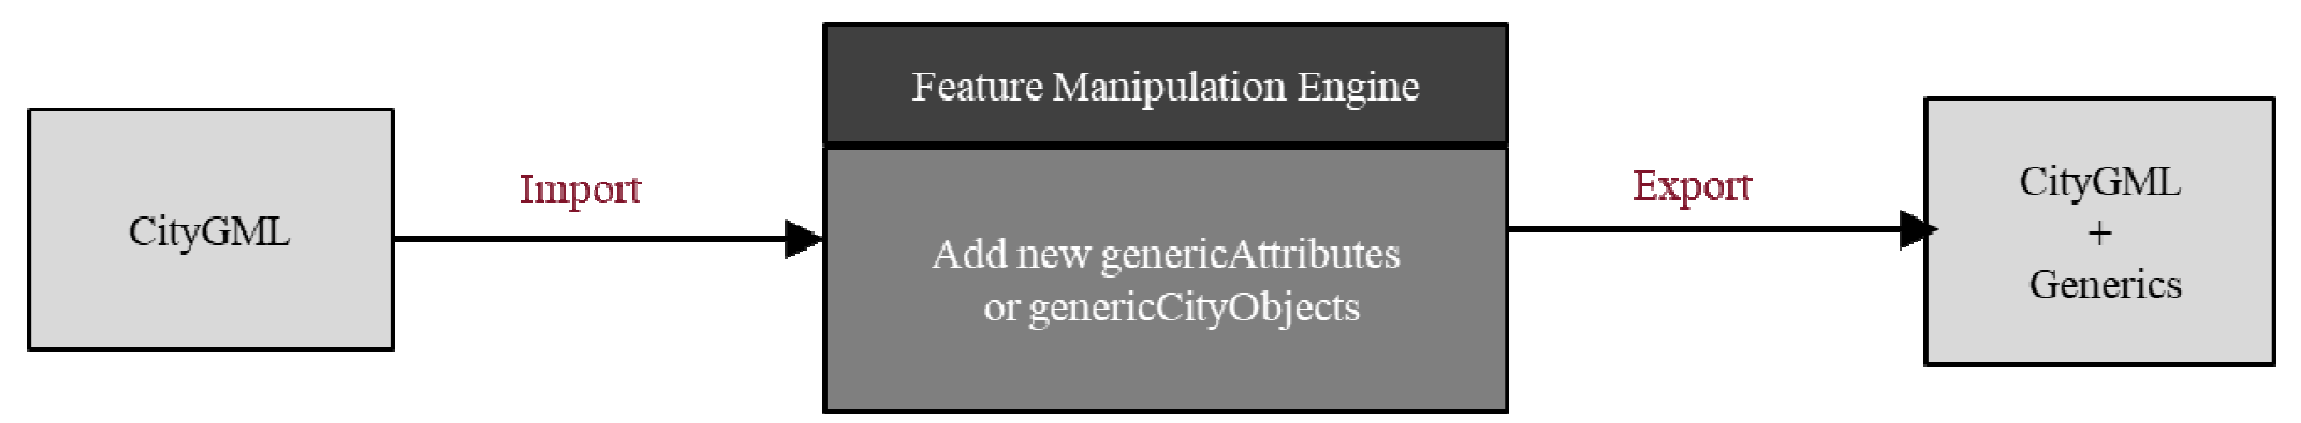 CityGML
Import
Feature Manipulation Engine
Add new genericAttributes
or genericCityObjects
Export
CityGML
+
Generics